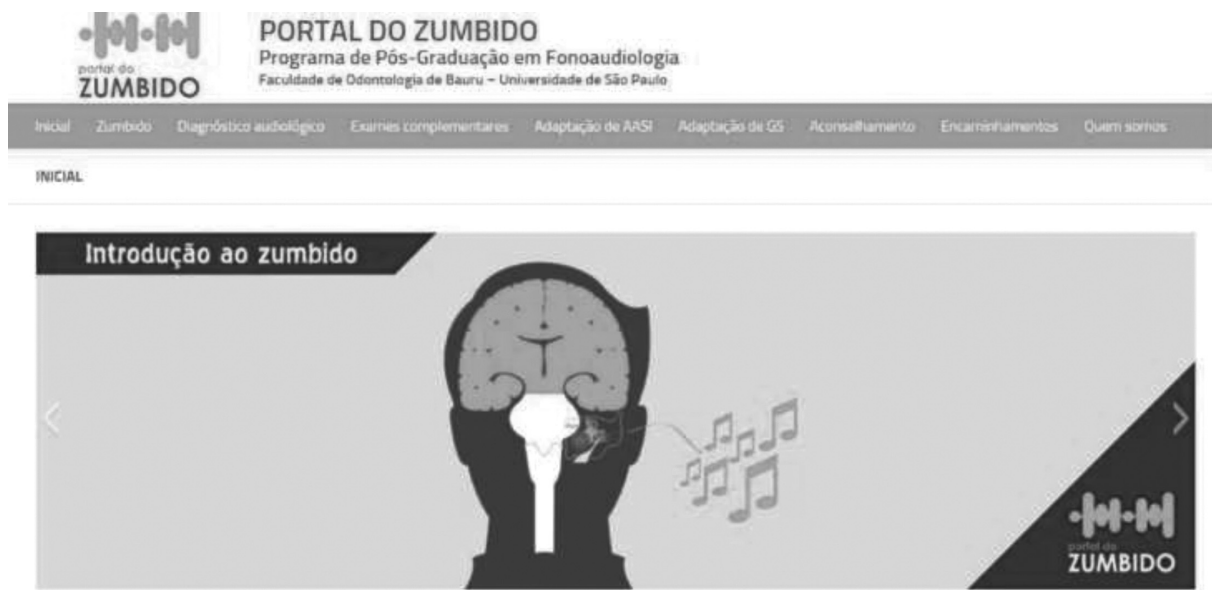 portal do
ZUMBIDO
PORTAL DO ZUMBIDO
Programa de Pós-Graduação em Fonoaudiologia
Faculdade de Odontologia de Bauru – Universidade de São Paulo
Inicial Zumbido Diagnóstico audiológico Exames complementares Adaptação de AASI Adaptação de GS Aconselhamento Encaminhamentos Quem somos
INICIAL
Introdução ao zumbido
portal do
ZUMBIDO